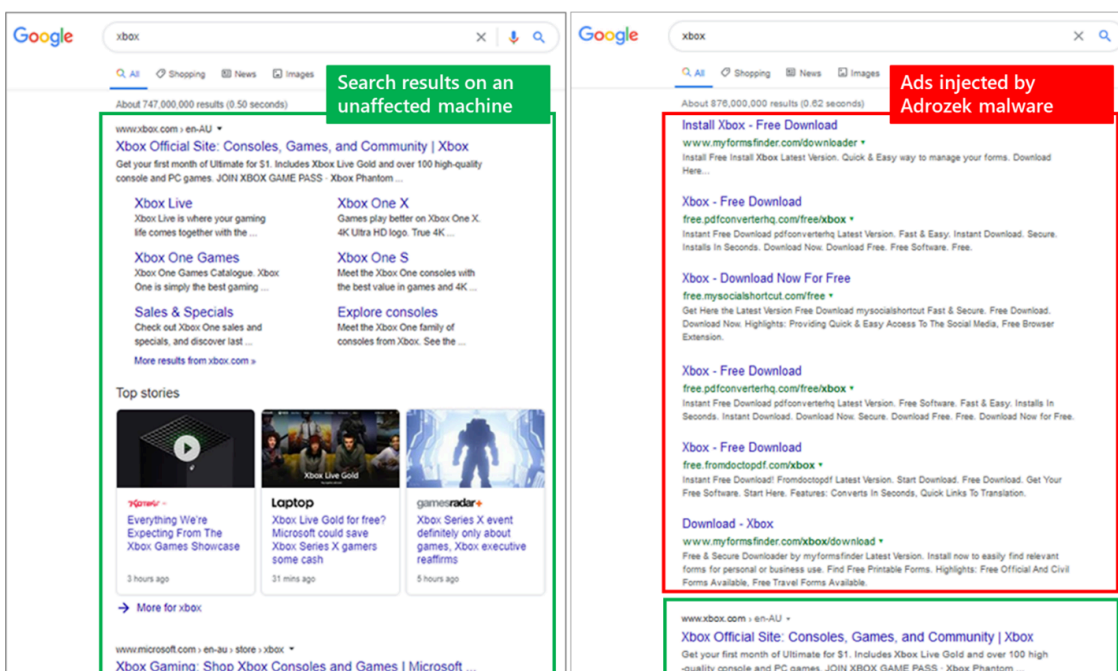 Google
xbox
All Shopping News Images
Search results on an
unaffected machine
About 747,000,000 results (0.50 seconds)
www.xbox.com › en-AU
Xbox Official Site: Consoles, Games, and Community | Xbox
Get your first month of Ultimate for $1. Includes Xbox Live Gold and over 100 high-quality
console and PC games. JOIN XBOX GAME PASS · Xbox Phantom ...
Xbox Live
Xbox Live is where your gaming
life comes together with the ...
Xbox One X
Games play better on Xbox One X.
4K Ultra HD logo. True 4K ...
Xbox One Games
Xbox One Games Catalogue. Xbox
One is simply the best gaming ...
Xbox One S
Meet the Xbox One consoles with
the best value in games and 4K ...
Sales & Specials
Check out Xbox One sales and
specials, and discover last ...
Explore consoles
Meet the Xbox One family of
consoles from Xbox. See the ...
More results from xbox.com »
Top stories
Xbox Live Gold
Everything We're
Expecting From The
Xbox Games Showcase
3 hours ago
Laptop
Xbox Live Gold for free?
Microsoft could save
Xbox Series X gamers
some cash
31 mins ago
gamesradar+
Xbox Series X event
definitely only about
games, Xbox executive
reaffirms
5 hours ago
→ More for xbox
www.microsoft.com › en-au › store › xbox
Xbox Gaming: Shop Xbox Consoles and Games | Microsoft ...
Google
xbox
All Shopping News Images
Ads injected by
Adrozek malware
About 876,000,000 results (0.62 seconds)
Install Xbox - Free Download
www.myformsfinder.com/downloader
Install Free Install Xbox Latest Version. Quick & Easy way to manage your forms. Download
Here...
Xbox - Free Download
free.pdfconverterhq.com/free/xbox
Instant Free Download pdfconverterhq Latest Version. Fast & Easy. Instant Download. Secure.
Installs In Seconds. Download Now. Download Free. Free Software. Free.
Xbox - Download Now For Free
free.mysocialshortcut.com/free
Get Here the Latest Version Free Download mysocialshortcut Fast & Secure. Free Download.
Download Now. Highlights: Providing Quick & Easy Access To The Social Media, Free Browser
Extension.
Xbox - Free Download
free.pdfconverterhq.com/free/xbox
Instant Free Download pdfconverterhq Latest Version. Free Software. Fast & Easy. Installs In
Seconds. Instant Download. Download Now. Secure. Download Free. Free. Download Now for Free.
Xbox - Free Download
free.fromdoctopdf.com/xbox
Instant Free Download! Fromdoctopdf Latest Version. Start Download. Free Download. Get Your
Free Software. Start Here. Features: Converts In Seconds, Quick Links To Translation.
Download - Xbox
www.myformsfinder.com/xbox/download
Free & Secure Downloader by myformsfinder Latest Version. Install now to easily find relevant
forms for personal or business use. Find Free Printable Forms. Highlights: Free Official And Civil
Forms Available, Free Travel Forms Available.
www.xbox.com › en-AU
Xbox Official Site: Consoles, Games, and Community | Xbox
Get your first month of Ultimate for $1. Includes Xbox Live Gold and over 100 high
-quality console and PC games. JOIN XBOX GAME PASS · Xbox Phantom ...